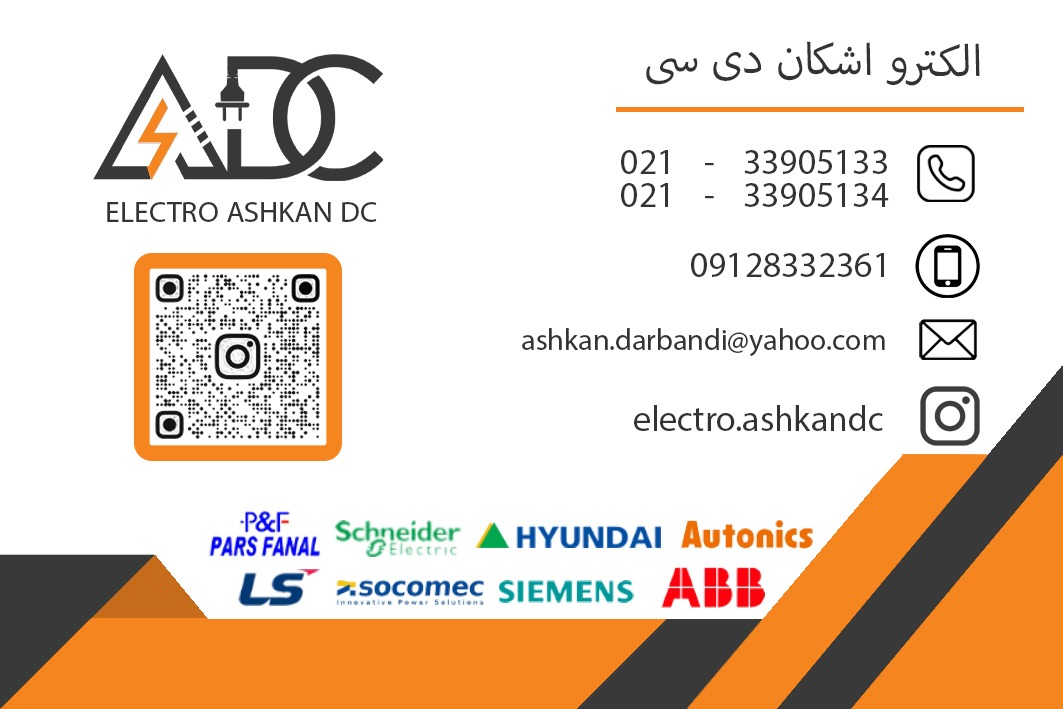 ADC
ELECTRO ASHKAN DC
الکترو اشکان دی سی
021 - 33905133
021 - 33905134
09128332361
ashkan.darbandi@yahoo.com
electro.ashkandc
P&F
PARS FANAL
Schneider
Electric
HYUNDAI
Autonics
LS
socomec
Innovative Power Solutions
SIEMENS
ABB